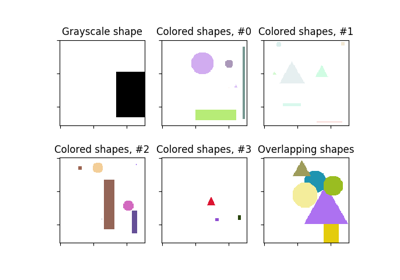 Grayscale shape
Colored shapes, #0
Colored shapes, #1
Colored shapes, #2
Colored shapes, #3
Overlapping shapes